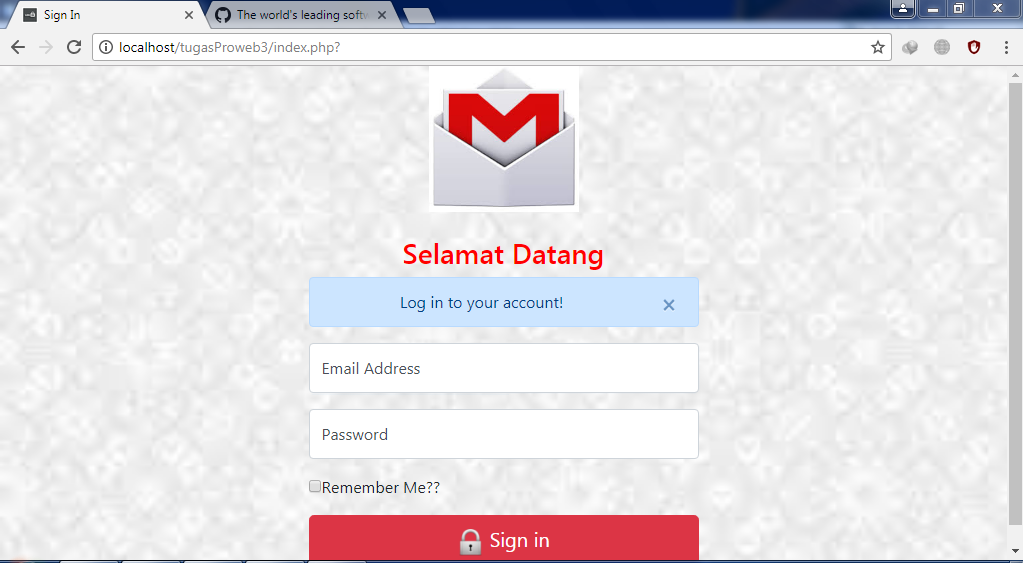 Sign In
The world's leading softw
localhost/tugasProweb3/index.php?
Selamat Datang
Log in to your account!
Email Address
Password
Remember Me??
Sign in